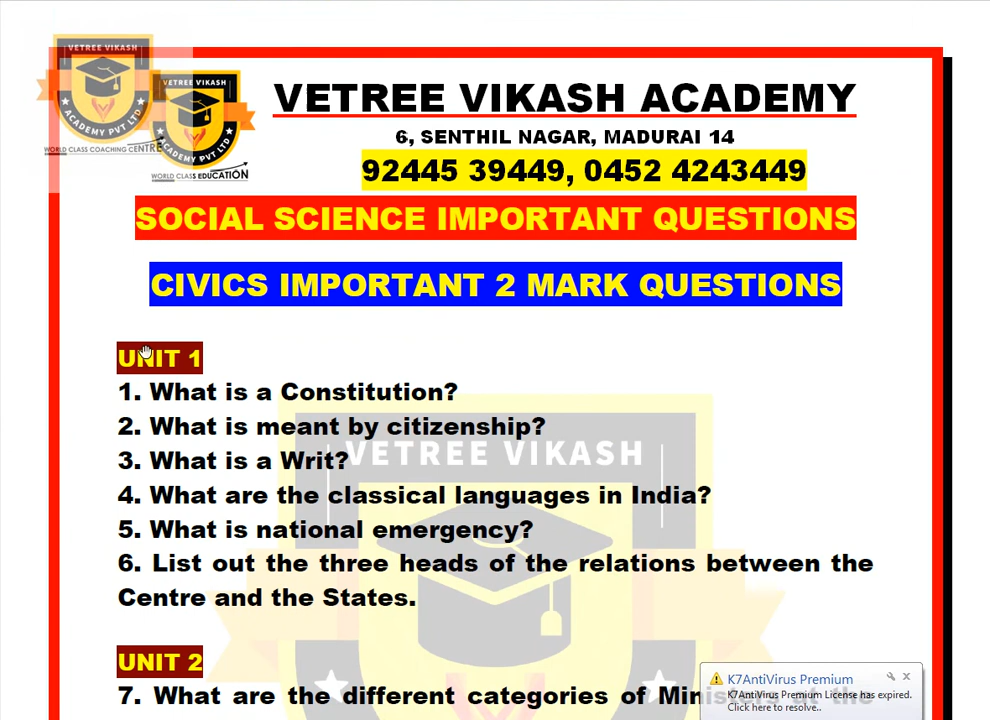 VETREE VIKASH
ACADEMY PVT LTD
WORLD CLASS COACHING CENTRE
VETREE VIKASH
ACADEMY PVT LTD
WORLD CLASS EDUCATION
VETREE VIKASH ACADEMY
6, SENTHIL NAGAR, MADURAI 14
92445 39449, 0452 4243449
SOCIAL SCIENCE IMPORTANT QUESTIONS
CIVICS IMPORTANT 2 MARK QUESTIONS
UNIT 1
1. What is a Constitution?
2. What is meant by citizenship?
3. What is a Writ?
VETREE VIKASH
4. What are the classical languages in India?
5. What is national emergency?
6. List out the three heads of the relations between the
Centre and the States.
UNIT 2
7. What are the different categories of Ministers at the
K7AntiVirus Premium
K7AntiVirus Premium License has expired.
Click here to resolve..